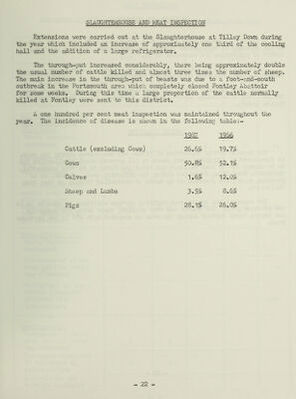 SLAUGHTERHOUSE AND MEAT INSPECTION
Extensions were carried out at the Slaughterhouse at Tilley Down during
the year which included an increase of approximately one third of the cooling
hall and the addition of a large refrigerator.
The through-put increased considerably, there being approximately double
the usual number of cattle killed and almost three times the number of sheep.
The main increase in the through-put of beasts was due to a foot-and-mouth
outbreak in the Portsmouth area which completely closed Fontley Abattoir
for some weeks. During this time a large proportion of the cattle normally
killed at Fontley were sent to this district.
A one hundred per cent meat inspection was maintained throughout the
year. The incidence of disease is shown in the following table:-
1957 1956
Cattle (excluding Cows) 26.6% 19.7%
Cows 50.8% 52.1%
Calves 1.6% 12.0%
Sheep and Lambs 3.5% 8.6%
Pigs 28.1% 26.0%
- 22 -